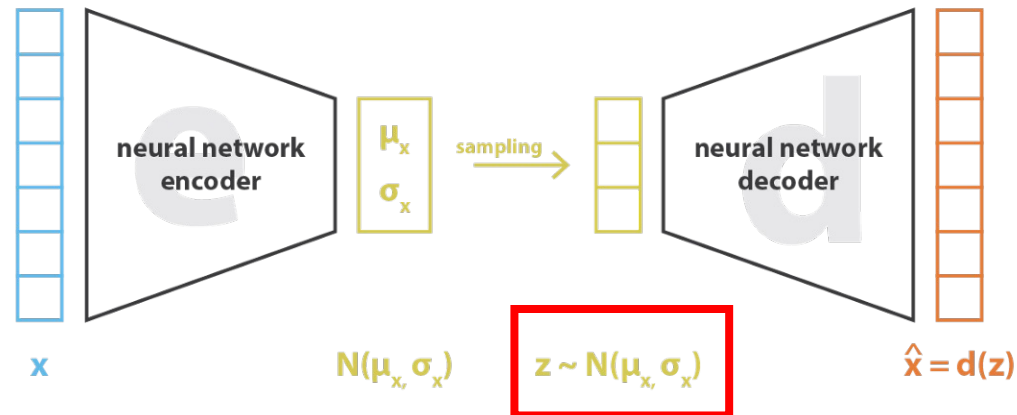 e
neural network
encoder
μₓ
σₓ
sampling
d
neural network
decoder
x
N(μₓ, σₓ)
z ~ N(μₓ, σₓ)
x̂ = d(z)